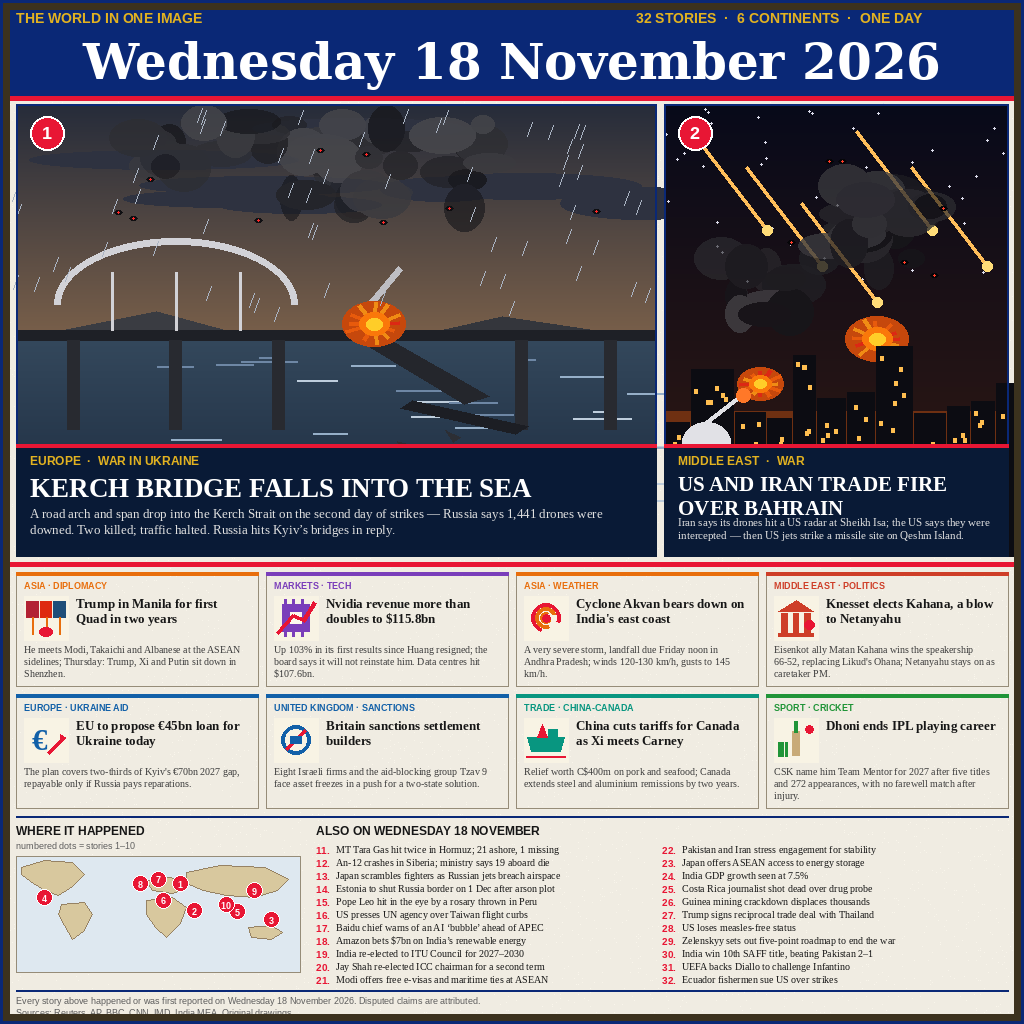 THE WORLD IN ONE IMAGE
32 STORIES · 6 CONTINENTS · ONE DAY
Wednesday 18 November 2026
1
2
EUROPE · WAR IN UKRAINE
KERCH BRIDGE FALLS INTO THE SEA
A road arch and span drop into the Kerch Strait on the second day of strikes — Russia says 1,441 drones were
downed. Two killed; traffic halted. Russia hits Kyiv's bridges in reply.
MIDDLE EAST · WAR
US AND IRAN TRADE FIRE
OVER BAHRAIN
Iran says its drones hit a US radar at Sheikh Isa; the US says they were
intercepted — then US jets strike a missile site on Qeshm Island.
ASIA · DIPLOMACY
Trump in Manila for first
Quad in two years
He meets Modi, Takaichi and Albanese at the ASEAN
sidelines; Thursday: Trump, Xi and Putin sit down in
Shenzhen.
MARKETS · TECH
Nvidia revenue more than
doubles to $115.8bn
Up 103% in its first results since Huang resigned; the
board says it will not reinstate him. Data centres hit
$107.6bn.
ASIA · WEATHER
Cyclone Akvan bears down on
India's east coast
A very severe storm, landfall due Friday noon in
Andhra Pradesh; winds 120-130 km/h, gusts to 145
km/h.
MIDDLE EAST · POLITICS
Knesset elects Kahana, a blow
to Netanyahu
Eisenkot ally Matan Kahana wins the speakership
66-52, replacing Likud's Ohana; Netanyahu stays on as
caretaker PM.
EUROPE · UKRAINE AID
€
EU to propose €45bn loan for
Ukraine today
The plan covers two-thirds of Kyiv's €70bn 2027 gap,
repayable only if Russia pays reparations.
UNITED KINGDOM · SANCTIONS
Britain sanctions settlement
builders
Eight Israeli firms and the aid-blocking group Tzav 9
face asset freezes in a push for a two-state solution.
TRADE · CHINA-CANADA
China cuts tariffs for Canada
as Xi meets Carney
Relief worth C$400m on pork and seafood; Canada
extends steel and aluminium remissions by two years.
SPORT · CRICKET
Dhoni ends IPL playing career
CSK name him Team Mentor for 2027 after five titles
and 272 appearances, with no farewell match after
injury.
WHERE IT HAPPENED
numbered dots = stories 1–10
4
8
7
1
6
2
10
5
9
3
ALSO ON WEDNESDAY 18 NOVEMBER
11. MT Tara Gas hit twice in Hormuz; 21 ashore, 1 missing
12. An-12 crashes in Siberia; ministry says 19 aboard die
13. Japan scrambles fighters as Russian jets breach airspace
14. Estonia to shut Russia border on 1 Dec after arson plot
15. Pope Leo hit in the eye by a rosary thrown in Peru
16. US presses UN agency over Taiwan flight curbs
17. Baidu chief warns of an AI 'bubble' ahead of APEC
18. Amazon bets $7bn on India's renewable energy
19. India re-elected to ITU Council for 2027–2030
20. Jay Shah re-elected ICC chairman for a second term
21. Modi offers free e-visas and maritime ties at ASEAN
22. Pakistan and Iran stress engagement for stability
23. Japan offers ASEAN access to energy storage
24. India GDP growth seen at 7.5%
25. Costa Rica journalist shot dead over drug probe
26. Guinea mining crackdown displaces thousands
27. Trump signs reciprocal trade deal with Thailand
28. US loses measles-free status
29. Zelenskyy sets out five-point roadmap to end the war
30. India win 10th SAFF title, beating Pakistan 2–1
31. UEFA backs Diallo to challenge Infantino
32. Ecuador fishermen sue US over strikes
Every story above happened or was first reported on Wednesday 18 November 2026. Disputed claims are attributed.
Sources: Reuters, AP, BBC, CNN, IMD, India MEA. Original drawings.